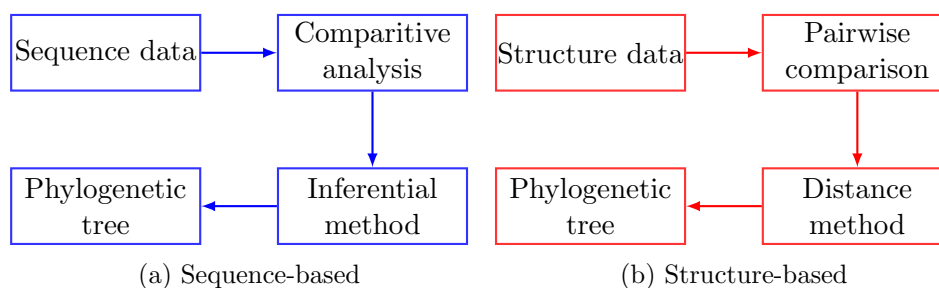 Sequence data
Comparitive
analysis
Phylogenetic
tree
Inferential
method
(a) Sequence-based
Structure data
Pairwise
comparison
Phylogenetic
tree
Distance
method
(b) Structure-based